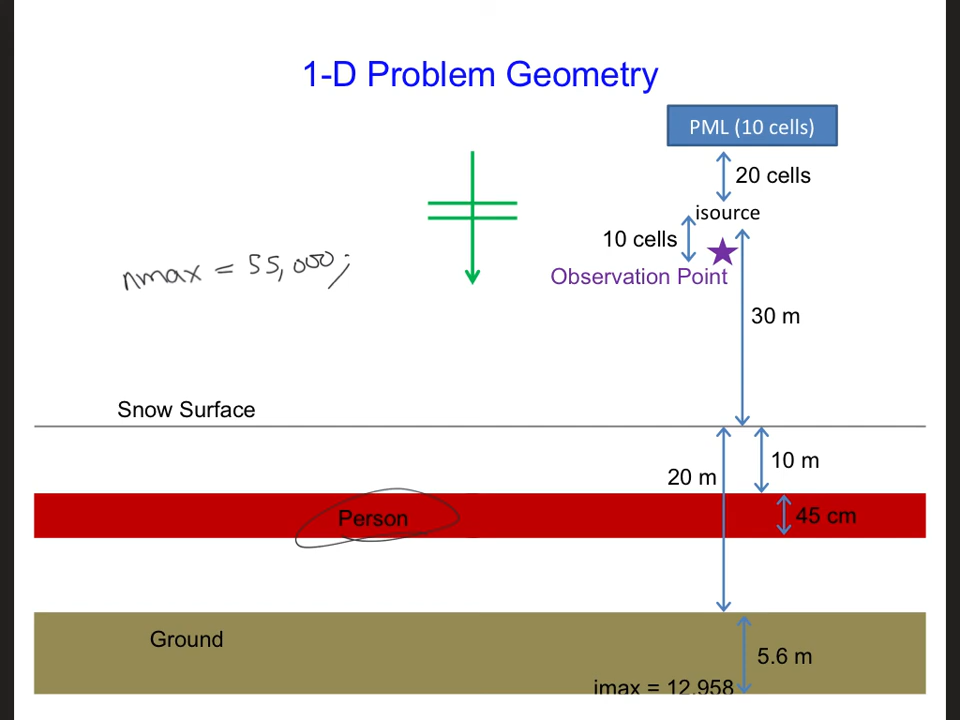 1-D Problem Geometry
PML (10 cells)
20 cells
isource
10 cells
Observation Point
nmax = 55,000;
30 m
Snow Surface
10 m
20 m
Person
45 cm
Ground
5.6 m
imax = 12,958